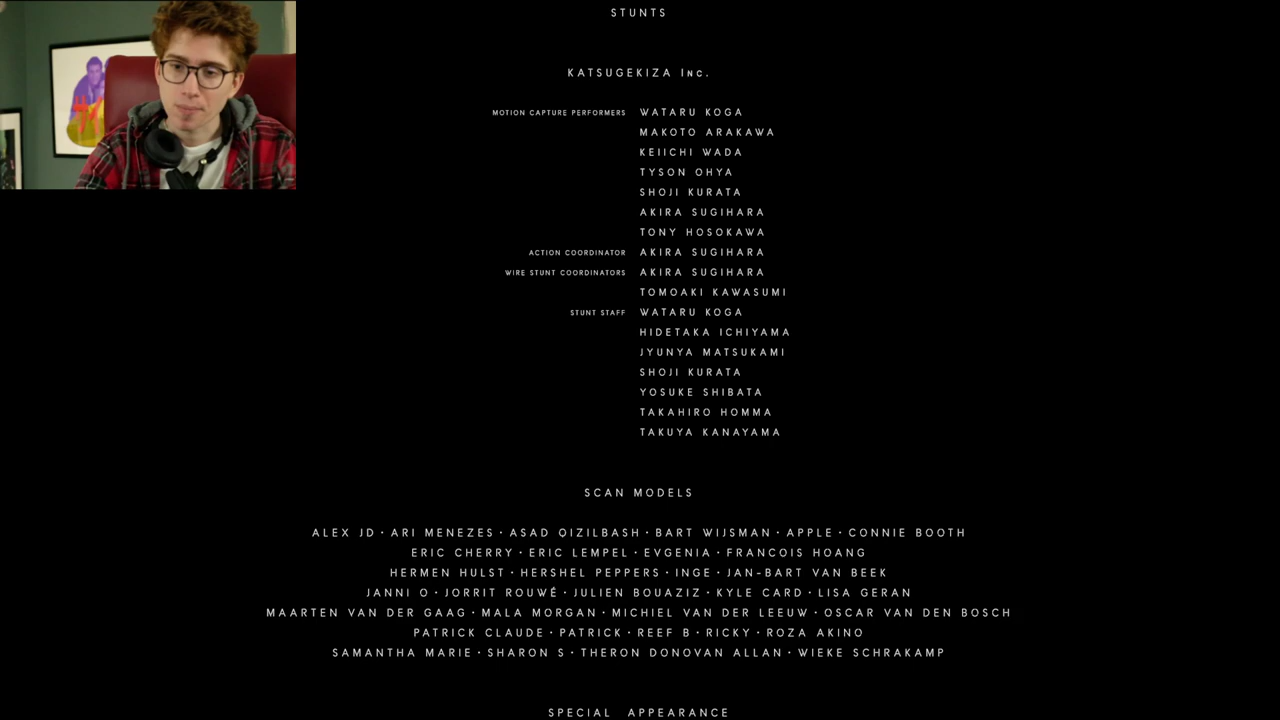 STUNTS
KATSUGEKIZA Inc.
MOTION CAPTURE PERFORMERS WATARU KOGA
MAKOTO ARAKAWA
KEIICHI WADA
TYSON OHYA
SHOJI KURATA
AKIRA SUGIHARA
TONY HOSOKAWA
ACTION COORDINATOR AKIRA SUGIHARA
WIRE STUNT COORDINATORS AKIRA SUGIHARA
TOMOAKI KAWASUMI
STUNT STAFF WATARU KOGA
HIDETAKA ICHIYAMA
JYUNYA MATSUKAMI
SHOJI KURATA
YOSUKE SHIBATA
TAKAHIRO HOMMA
TAKUYA KANAYAMA
SCAN MODELS
ALEX JD · ARI MENEZES · ASAD QIZILBASH · BART WIJSMAN · APPLE · CONNIE BOOTH
ERIC CHERRY · ERIC LEMPEL · EVGENIA · FRANCOIS HOANG
HERMEN HULST · HERSHEL PEPPERS · INGE · JAN-BART VAN BEEK
JANNI O · JORRIT ROUWÉ · JULIEN BOUAZIZ · KYLE CARD · LISA GERAN
MAARTEN VAN DER GAAG · MALA MORGAN · MICHIEL VAN DER LEEUW · OSCAR VAN DEN BOSCH
PATRICK CLAUDE · PATRICK · REEF B · RICKY · ROZA AKINO
SAMANTHA MARIE · SHARON S · THERON DONOVAN ALLAN · WIEKE SCHRAKAMP
SPECIAL APPEARANCE